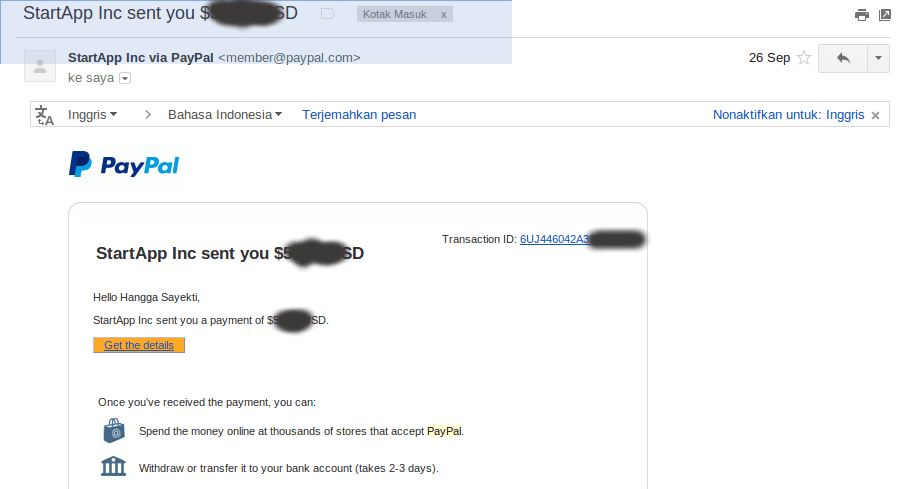 StartApp Inc sent you $ SD
Kotak Masuk x
StartApp Inc via PayPal <member@paypal.com>
26 Sep
ke saya
Inggris
Bahasa Indonesia
Terjemahkan pesan
Nonaktifkan untuk: Inggris x
PayPal
Transaction ID: 6UJ446042A3
StartApp Inc sent you $5 SD
Hello Hangga Sayekti,
StartApp Inc sent you a payment of $5 SD.
Get the details
Once you've received the payment, you can:
Spend the money online at thousands of stores that accept PayPal.
Withdraw or transfer it to your bank account (takes 2-3 days).